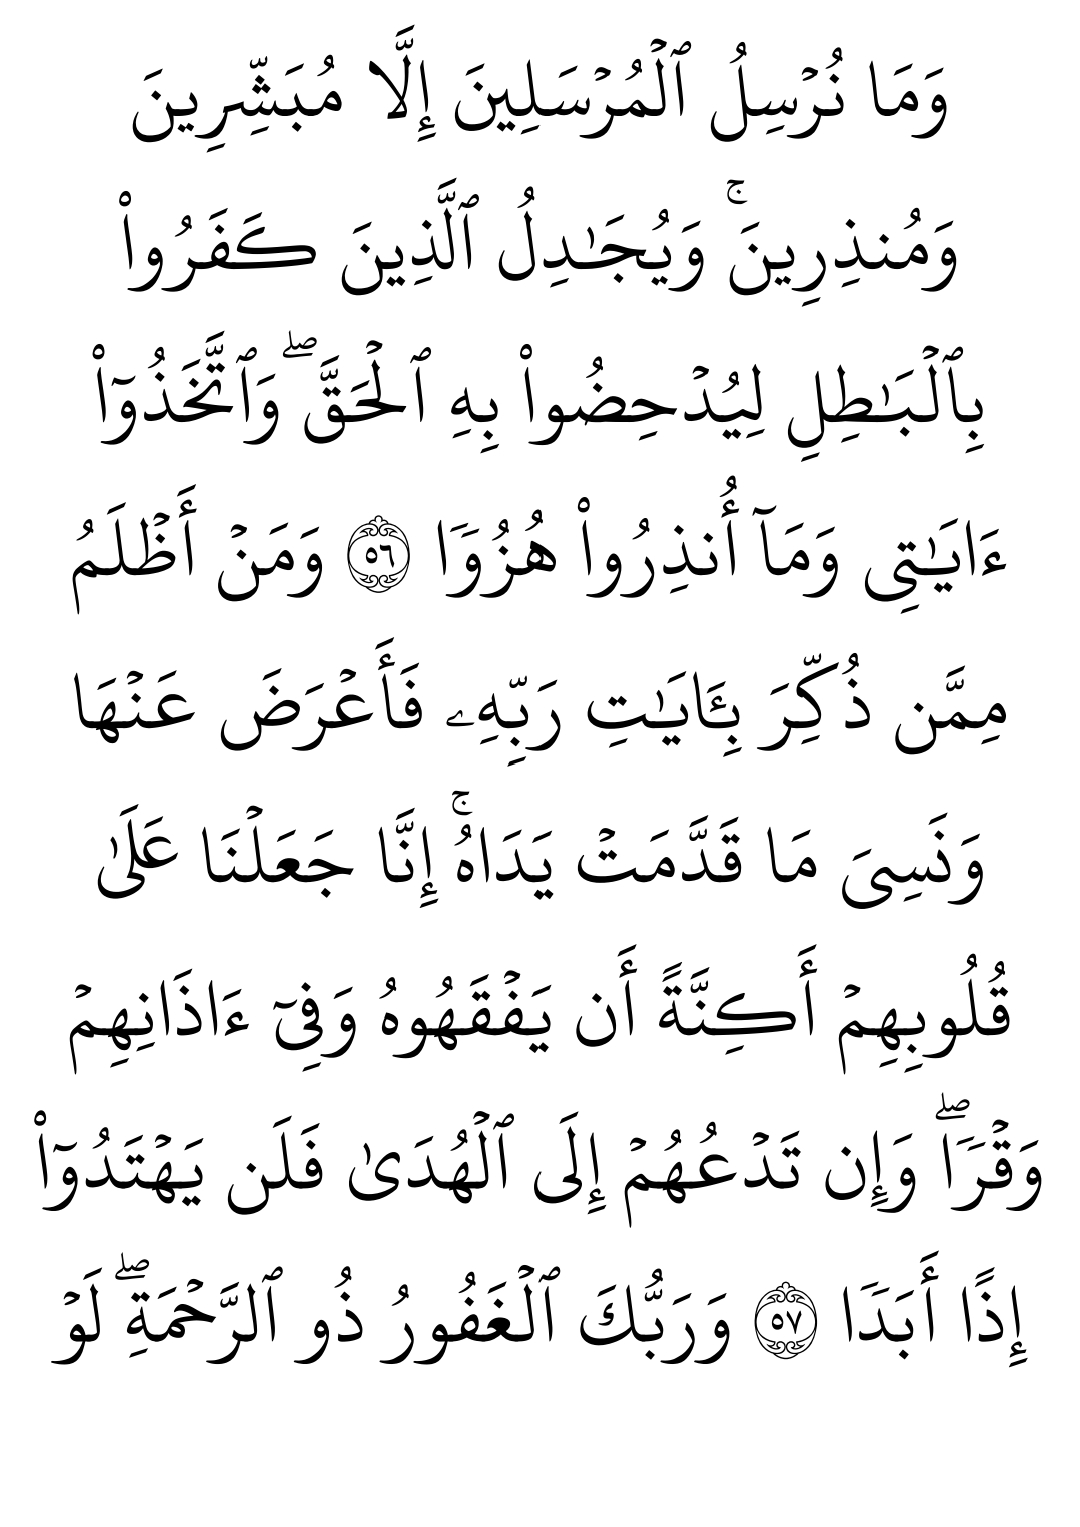 وَمَا نُرۡسِلُ ٱلۡمُرۡسَلِينَ إِلَّا مُبَشِّرِينَ
وَمُنذِرِينَۚ وَيُجَٰدِلُ ٱلَّذِينَ كَفَرُواْ
بِٱلۡبَٰطِلِ لِيُدۡحِضُواْ بِهِ ٱلۡحَقَّۖ وَٱتَّخَذُوٓاْ
ءَايَٰتِي وَمَآ أُنذِرُواْ هُزُوٗا ۝٥٦ وَمَنۡ أَظۡلَمُ
مِمَّن ذُكِّرَ بِـَٔايَٰتِ رَبِّهِۦ فَأَعۡرَضَ عَنۡهَا
وَنَسِيَ مَا قَدَّمَتۡ يَدَاهُۚ إِنَّا جَعَلۡنَا عَلَىٰ
قُلُوبِهِمۡ أَكِنَّةً أَن يَفۡقَهُوهُ وَفِيٓ ءَاذَانِهِمۡ
وَقۡرٗاۖ وَإِن تَدۡعُهُمۡ إِلَى ٱلۡهُدَىٰ فَلَن يَهۡتَدُوٓاْ
إِذًا أَبَدٗا ۝٥٧ وَرَبُّكَ ٱلۡغَفُورُ ذُو ٱلرَّحۡمَةِۖ لَوۡ